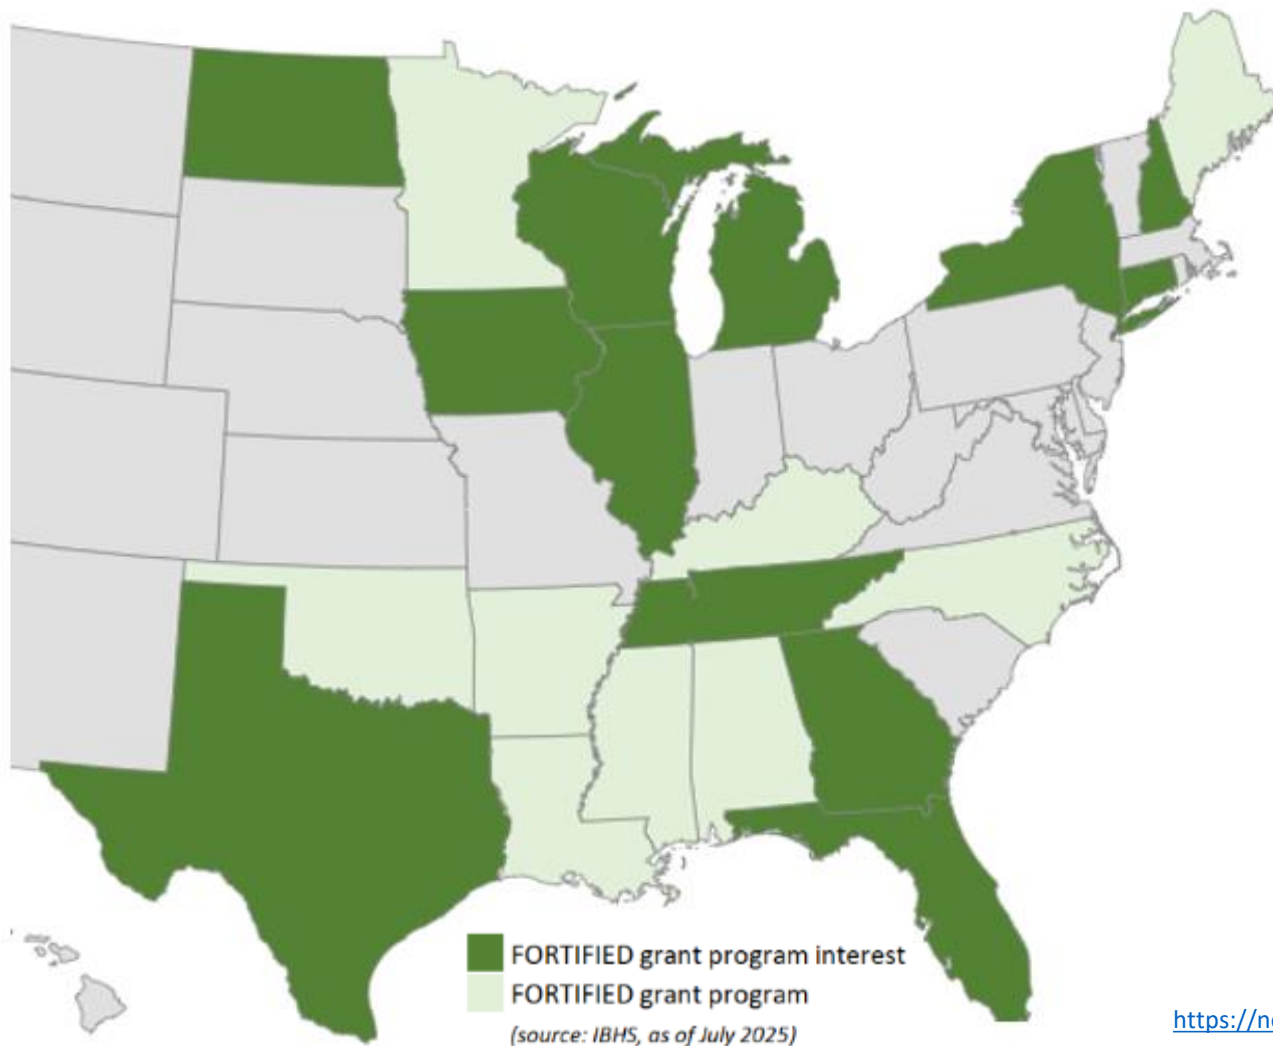 FORTIFIED grant program interest
FORTIFIED grant program
(source: IBHS, as of July 2025)